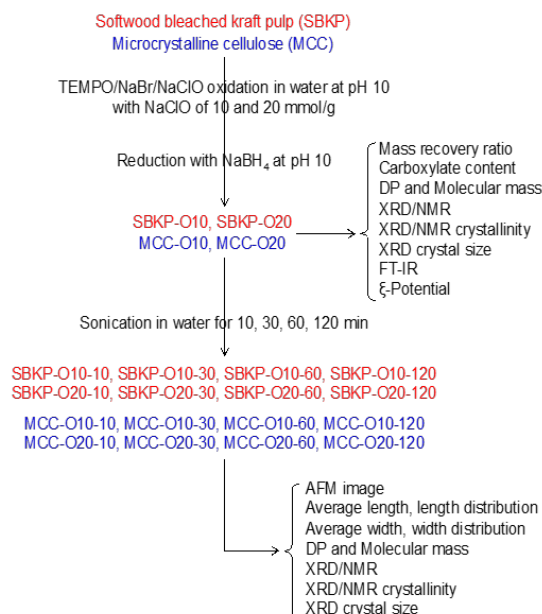 Softwood bleached kraft pulp (SBKP)
Microcrystalline cellulose (MCC)
TEMPO/NaBr/NaClO oxidation in water at pH 10
with NaClO of 10 and 20 mmol/g
Reduction with NaBH₄ at pH 10
Mass recovery ratio
Carboxylate content
DP and Molecular mass
XRD/NMR
XRD/NMR crystallinity
XRD crystal size
FT-IR
ξ-Potential
SBKP-O10, SBKP-O20
MCC-O10, MCC-O20
Sonication in water for 10, 30, 60, 120 min
SBKP-O10-10, SBKP-O10-30, SBKP-O10-60, SBKP-O10-120
SBKP-O20-10, SBKP-O20-30, SBKP-O20-60, SBKP-O20-120
MCC-O10-10, MCC-O10-30, MCC-O10-60, MCC-O10-120
MCC-O20-10, MCC-O20-30, MCC-O20-60, MCC-O20-120
AFM image
Average length, length distribution
Average width, width distribution
DP and Molecular mass
XRD/NMR
XRD/NMR crystallinity
XRD crystal size